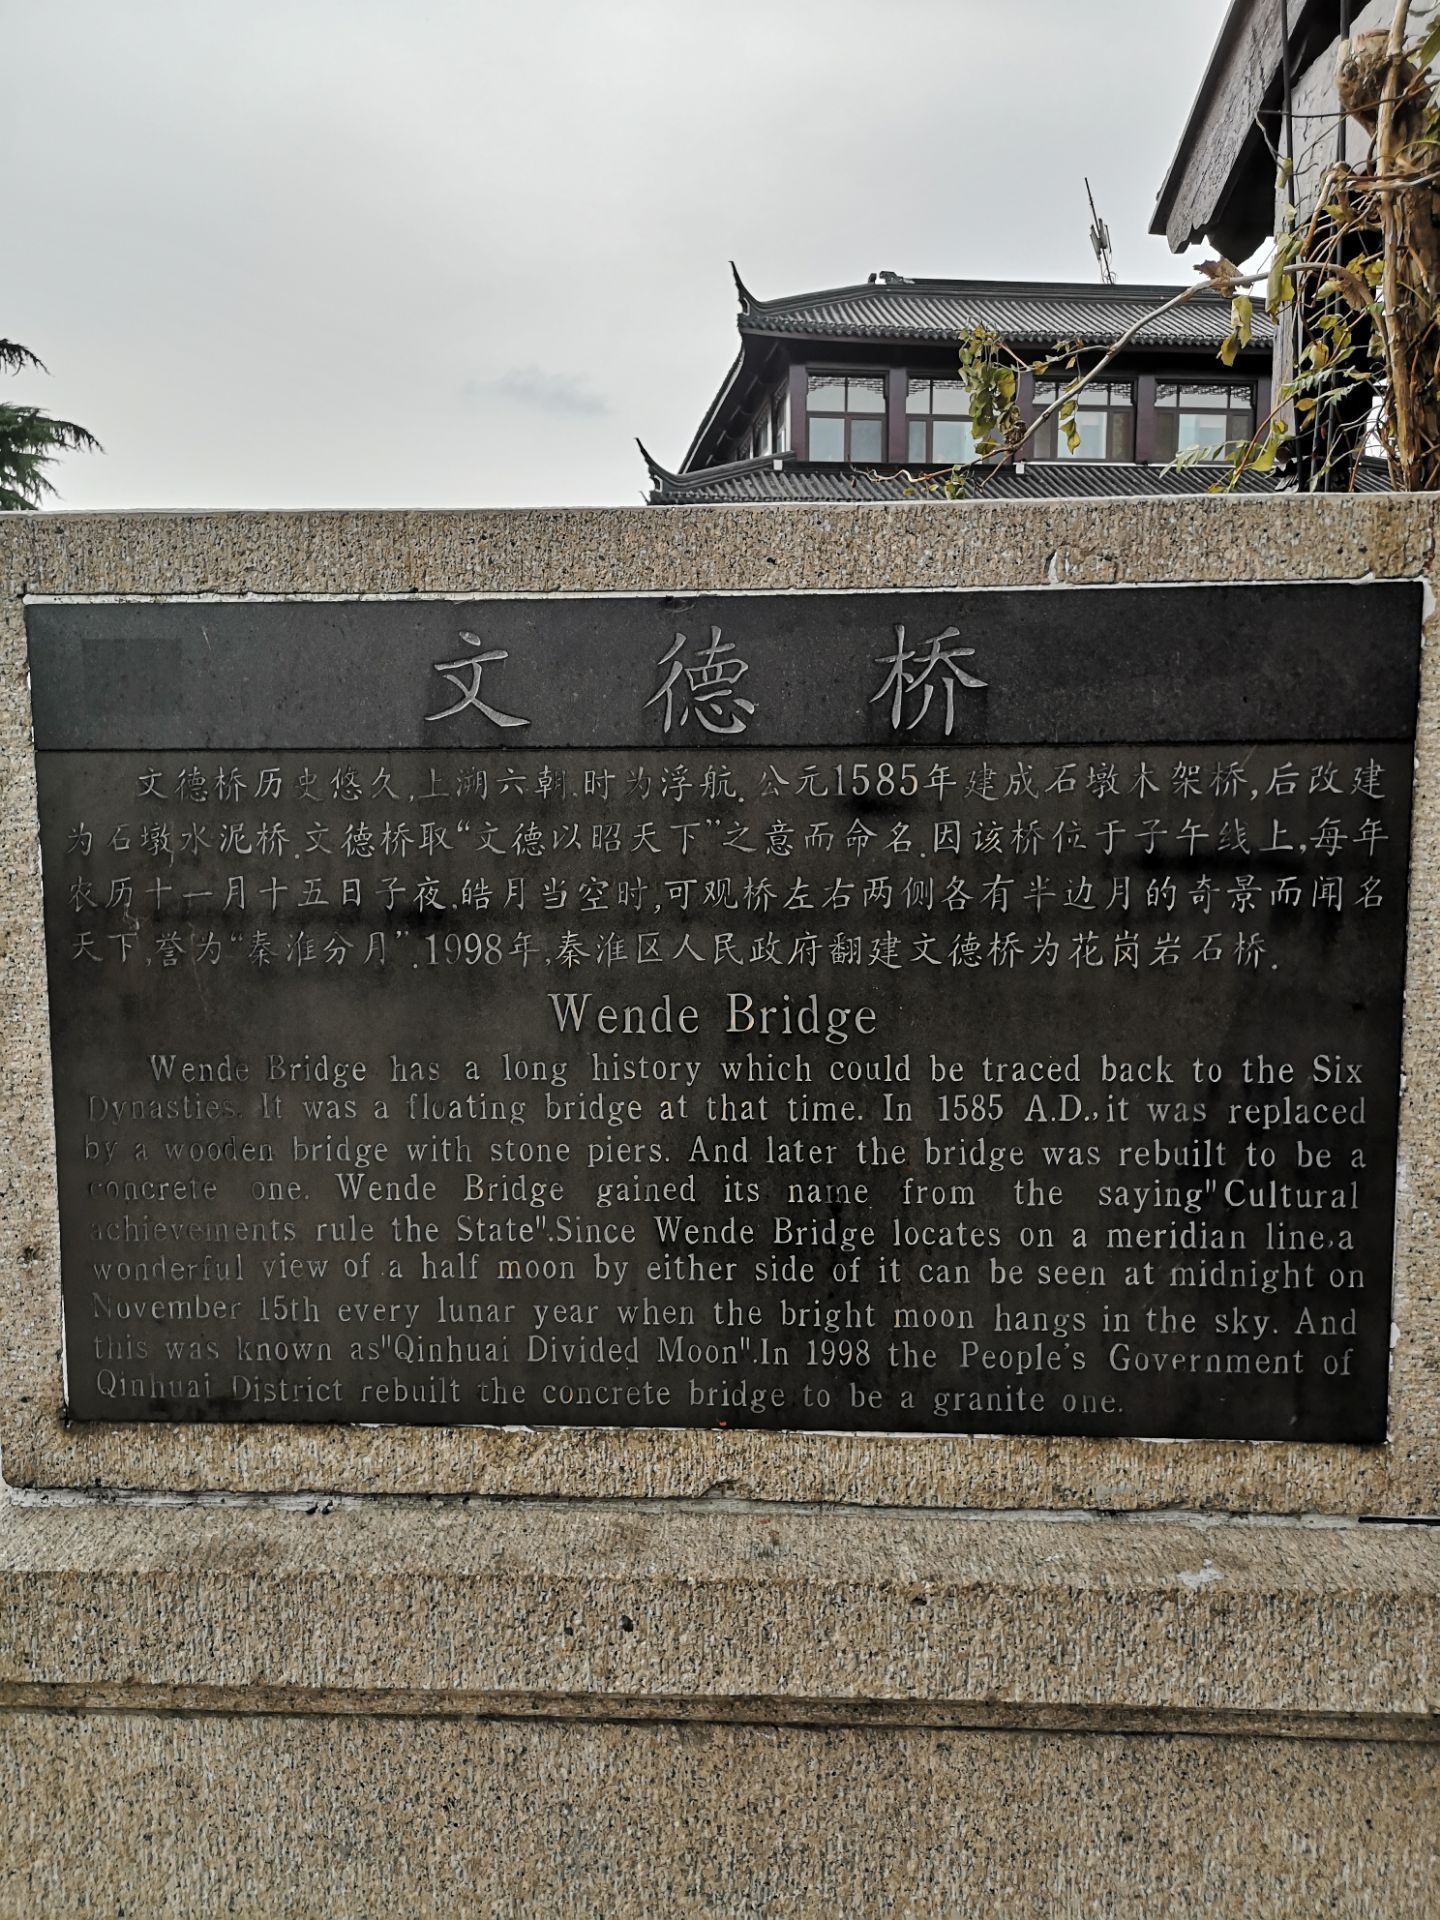 文德桥
文德桥历史悠久,上溯六朝.时为浮航.公元1585年建成石墩木架桥,后改建
为石墩水泥桥.文德桥取“文德以昭天下”之意而命名.因该桥位于子午线上,每年
农历十一月十五日子夜.皓月当空时,可观桥左右两侧各有半边月的奇景而闻名
天下,誉为“秦淮分月”.1998年,秦淮区人民政府翻建文德桥为花岗岩石桥.
Wende Bridge
Wende Bridge has a long history which could be traced back to the Six
Dynasties. It was a floating bridge at that time. In 1585 A.D.,it was replaced
by a wooden bridge with stone piers. And later the bridge was rebuilt to be a
concrete one. Wende Bridge gained its name from the saying"Cultural
achievements rule the State".Since Wende Bridge locates on a meridian line,a
wonderful view of a half moon by either side of it can be seen at midnight on
November 15th every lunar year when the bright moon hangs in the sky. And
this was known as"Qinhuai Divided Moon".In 1998 the People's Government of
Qinhuai District rebuilt the concrete bridge to be a granite one.